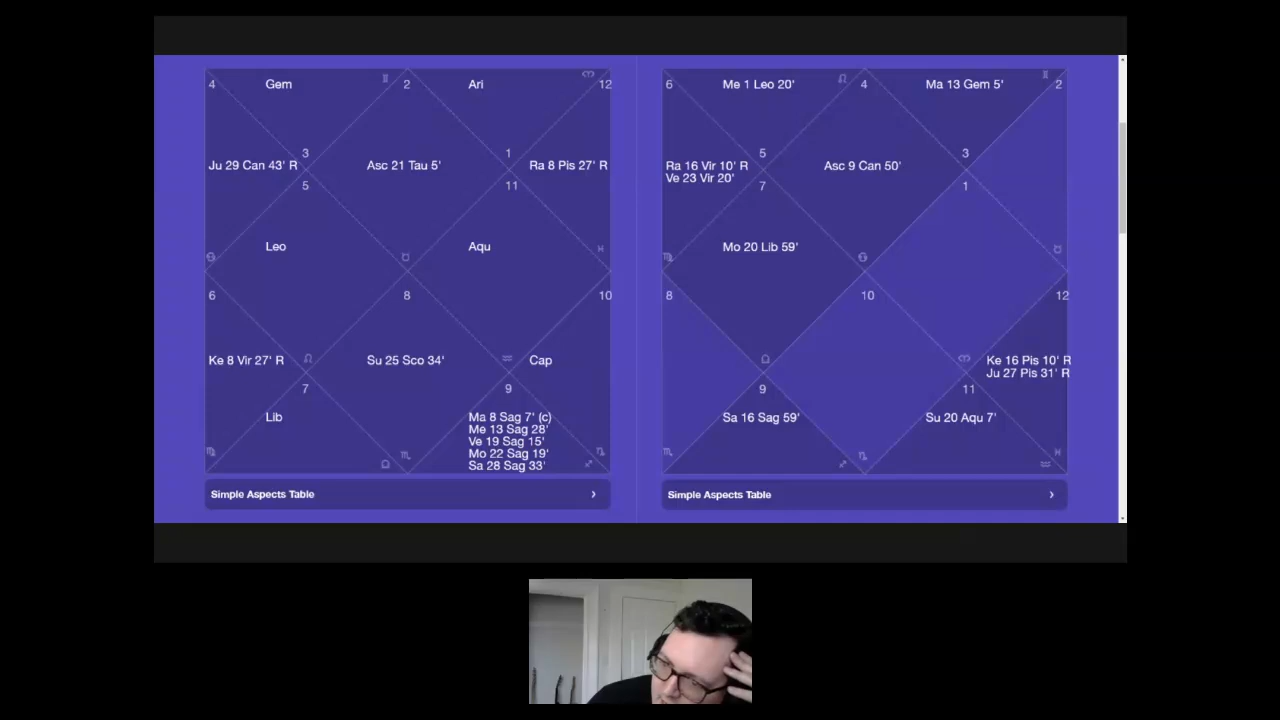 4 Gem 2 Ari 12
3 1
Ju 29 Can 43' R Asc 21 Tau 5' Ra 8 Pis 27' R
5 11
Leo Aqu
6 8 10
Ke 8 Vir 27' R Su 25 Sco 34' Cap
7 9
Lib Ma 8 Sag 7' (c)
Me 13 Sag 28'
Ve 19 Sag 15'
Mo 22 Sag 19'
Sa 28 Sag 33'
Simple Aspects Table
6 Me 1 Leo 20' 4 Ma 13 Gem 5' 2
5 3
Ra 16 Vir 10' R Asc 9 Can 50'
Ve 23 Vir 20'
7 1
Mo 20 Lib 59'
8 10 12
Ke 16 Pis 10' R
Ju 27 Pis 31' R
9 11
Sa 16 Sag 59' Su 20 Aqu 7'
Simple Aspects Table